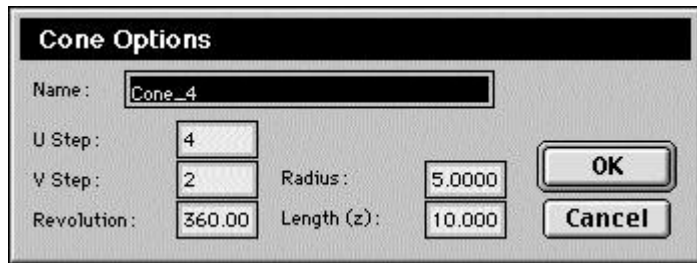 Cone Options
Name: Cone_4
U Step: 4
V Step: 2 Radius: 5.0000 OK
Revolution: 360.00 Length (z): 10.000 Cancel